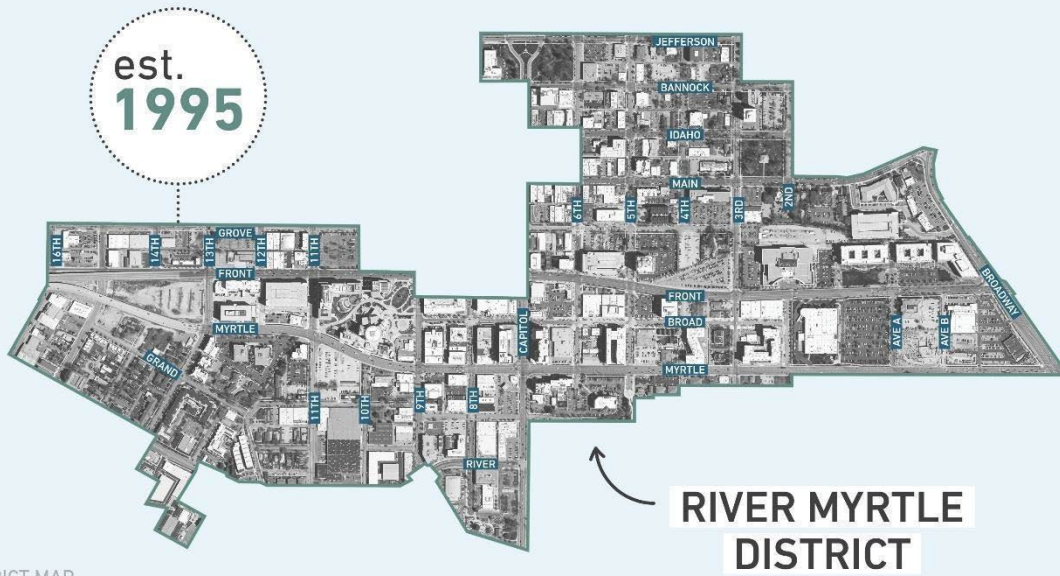 est.
1995
JEFFERSON
BANNOCK
IDAHO
MAIN
6TH
5TH
4TH
3RD
2ND
GROVE
16TH
14TH
13TH
12TH
11TH
FRONT
FRONT
BROADWAY
MYRTLE
BROAD
CAPITOL
AVE A
AVE B
GRAND
MYRTLE
11TH
10TH
9TH
8TH
RIVER
RIVER MYRTLE
DISTRICT